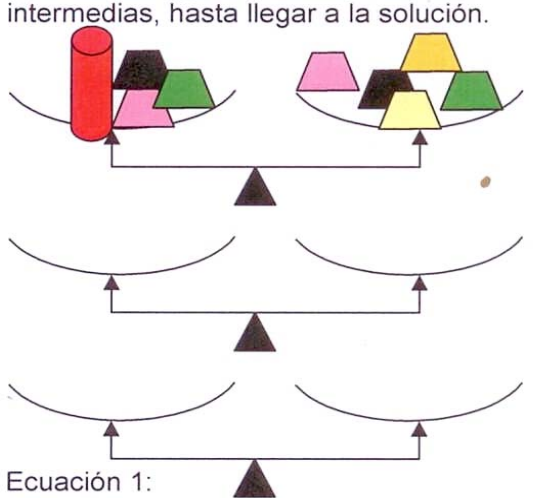 intermedias, hasta llegar a la solución.
Ecuación 1: